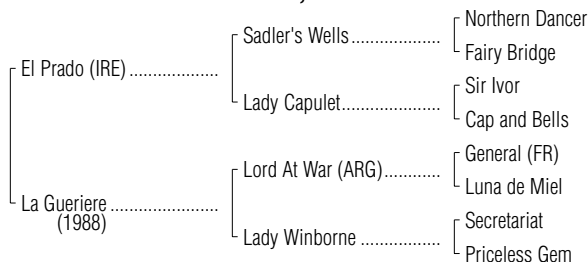 Northern Dancer
Sadler's Wells
Fairy Bridge
El Prado (IRE)
Sir Ivor
Lady Capulet
Cap and Bells
General (FR)
Lord At War (ARG)
Luna de Miel
La Gueriere
(1988)
Secretariat
Lady Winborne
Priceless Gem